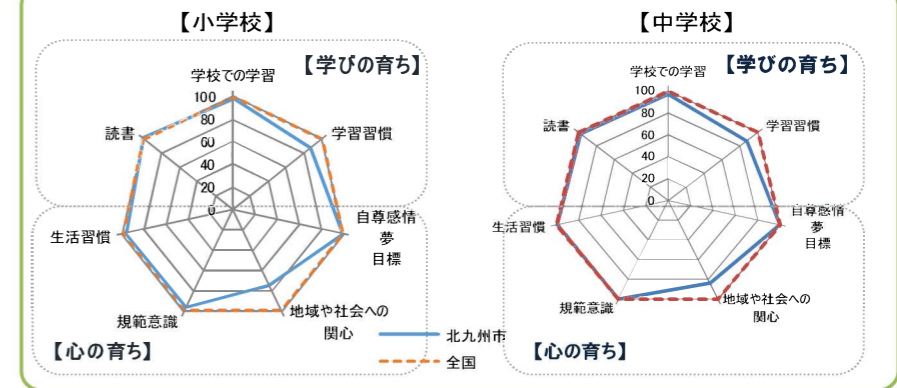 【小学校】
【学びの育ち】
学校での学習
100
80
60
40
20
0
読書
学習習慣
生活習慣
自尊感情
夢
目標
規範意識
地域や社会への
関心
【心の育ち】
北九州市
全国
【中学校】
【学びの育ち】
学校での学習
100
80
60
40
20
0
読書
学習習慣
生活習慣
自尊感情
夢
目標
規範意識
地域や社会への
関心
【心の育ち】